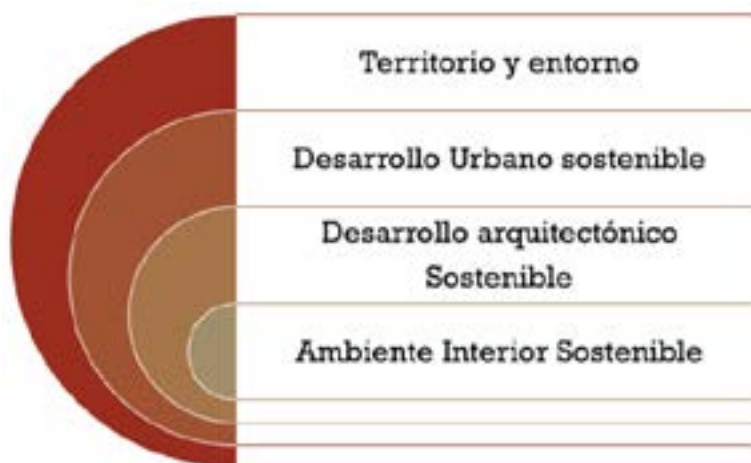 Territorio y entorno
Desarrollo Urbano sostenible
Desarrollo arquitectónico
Sostenible
Ambiente Interior Sostenible